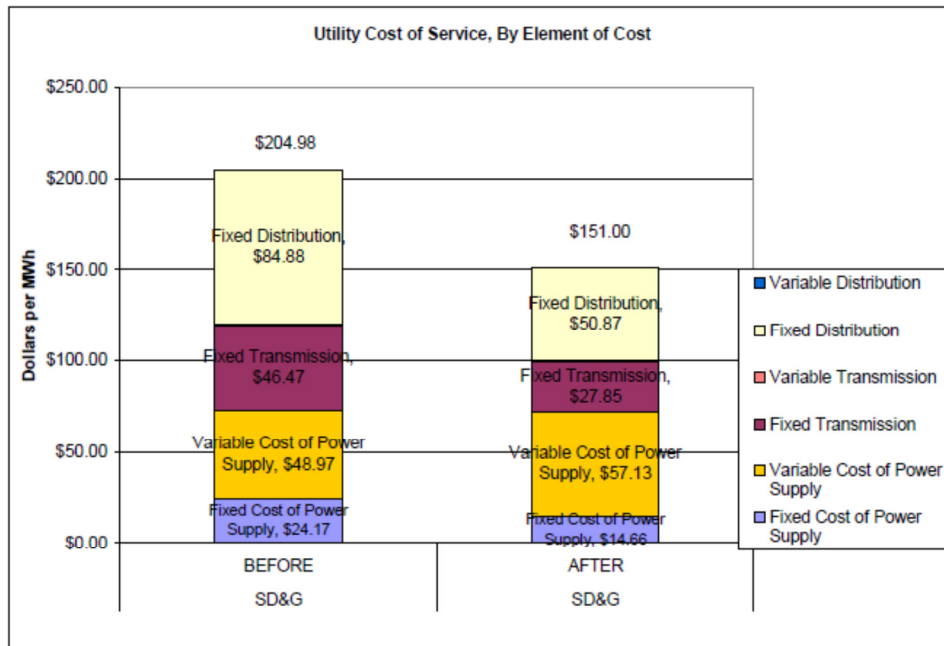 Utility Cost of Service, By Element of Cost
Dollars per MWh
$250.00
$200.00
$150.00
$100.00
$50.00
$0.00
$204.98
Fixed Distribution,
$84.88
Fixed Transmission,
$46.47
Variable Cost of Power
Supply, $48.97
Fixed Cost of Power
Supply, $24.17
$151.00
Fixed Distribution,
$50.87
Fixed Transmission,
$27.85
Variable Cost of Power
Supply, $57.13
Fixed Cost of Power
Supply, $14.66
BEFORE
AFTER
SD&G
SD&G
Variable Distribution
Fixed Distribution
Variable Transmission
Fixed Transmission
Variable Cost of Power
Supply
Fixed Cost of Power
Supply